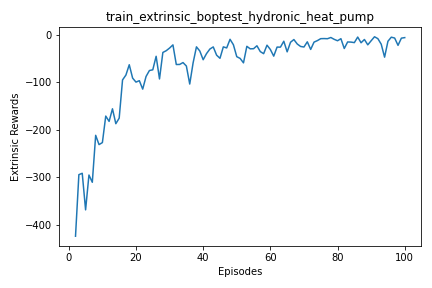 train_extrinsic_boptest_hydronic_heat_pump
0
−100
−200
−300
−400
Extrinsic Rewards
0 20 40 60 80 100
Episodes